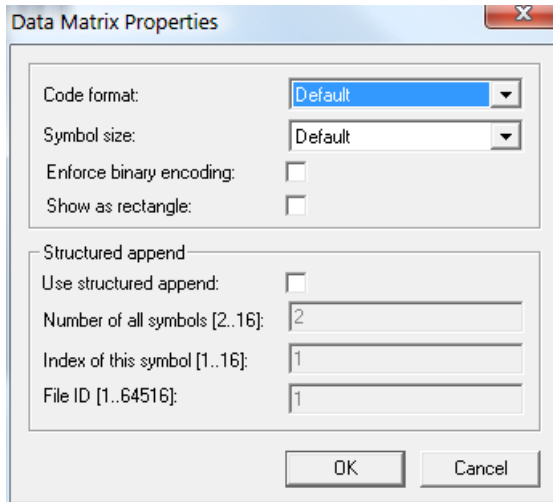 Data Matrix Properties
Code format: Default
Symbol size: Default
Enforce binary encoding:
Show as rectangle:
Structured append
Use structured append:
Number of all symbols [2..16]: 2
Index of this symbol [1..16]: 1
File ID [1..64516]: 1
OK Cancel